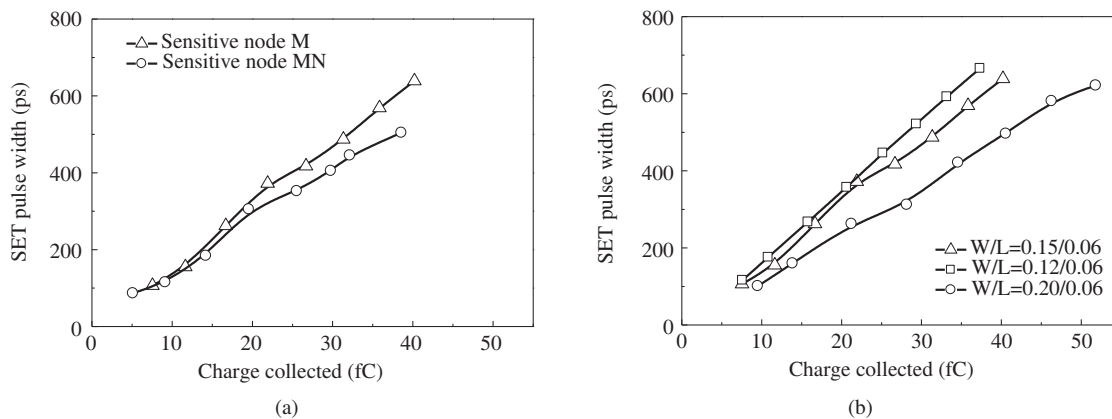 800
600
400
200
0
SET pulse width (ps)
Sensitive node M
Sensitive node MN
0 10 20 30 40 50
Charge collected (fC)
(a)
800
600
400
200
0
SET pulse width (ps)
W/L=0.15/0.06
W/L=0.12/0.06
W/L=0.20/0.06
0 10 20 30 40 50
Charge collected (fC)
(b)